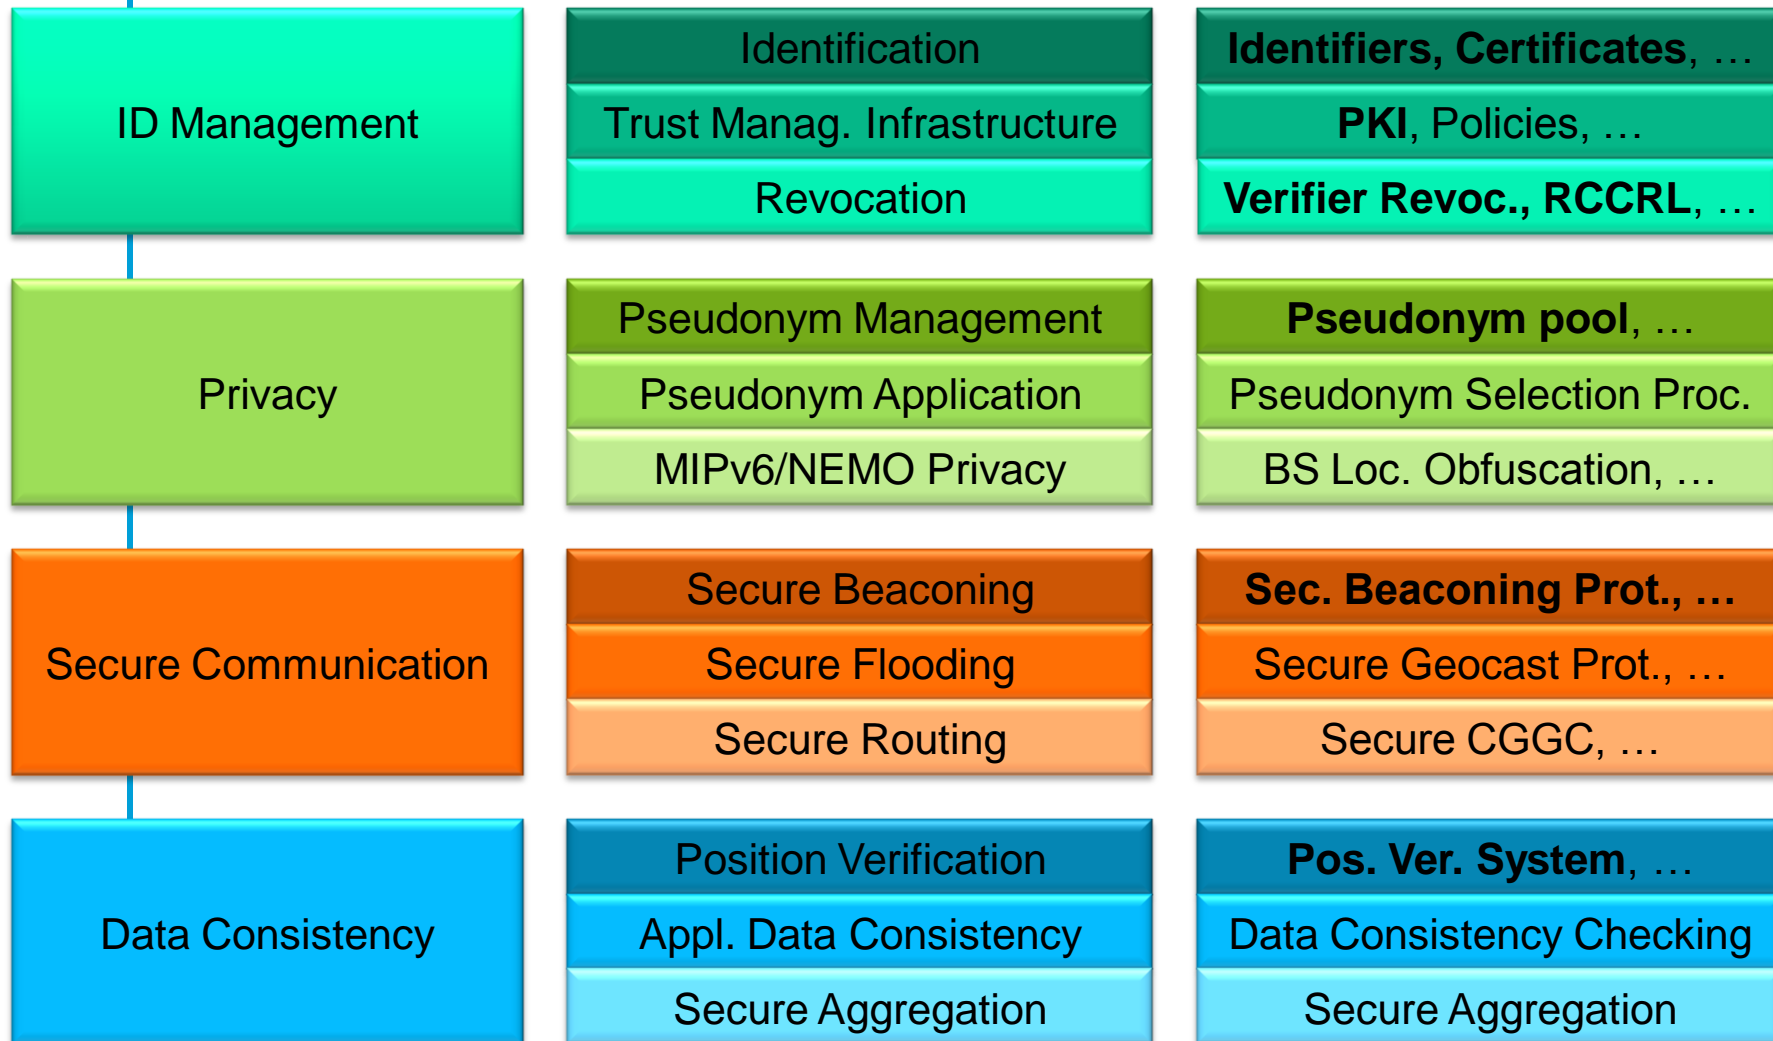 ID Management
Identification
Identifiers, Certificates, …
Trust Manag. Infrastructure
PKI, Policies, …
Revocation
Verifier Revoc., RCCRL, …
Privacy
Pseudonym Management
Pseudonym pool, …
Pseudonym Application
Pseudonym Selection Proc.
MIPv6/NEMO Privacy
BS Loc. Obfuscation, …
Secure Communication
Secure Beaconing
Sec. Beaconing Prot., …
Secure Flooding
Secure Geocast Prot., …
Secure Routing
Secure CGGC, …
Data Consistency
Position Verification
Pos. Ver. System, …
Appl. Data Consistency
Data Consistency Checking
Secure Aggregation
Secure Aggregation